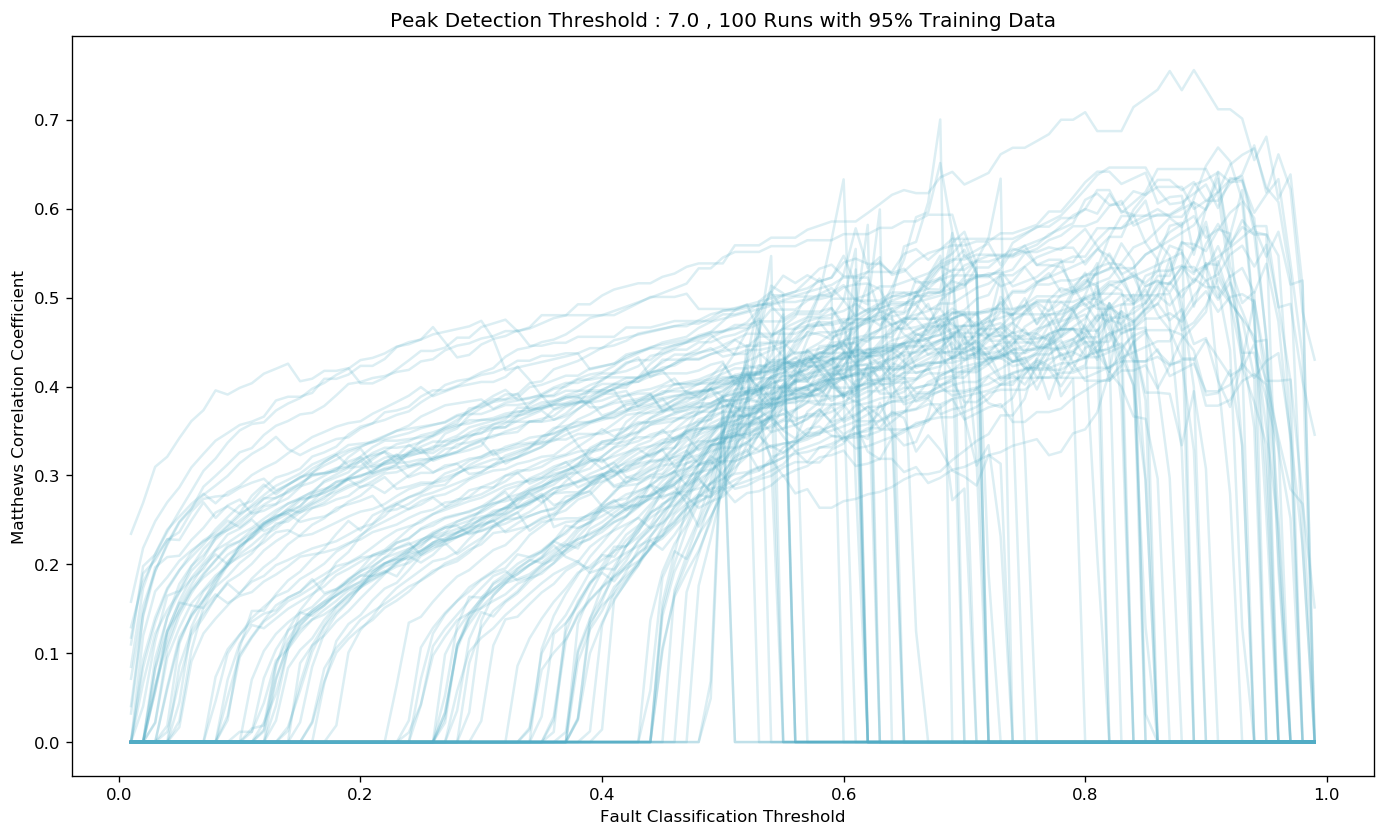 Peak Detection Threshold : 7.0 , 100 Runs with 95% Training Data
Matthews Correlation Coefficient
0.7
0.6
0.5
0.4
0.3
0.2
0.1
0.0
0.0 0.2 0.4 0.6 0.8 1.0
Fault Classification Threshold